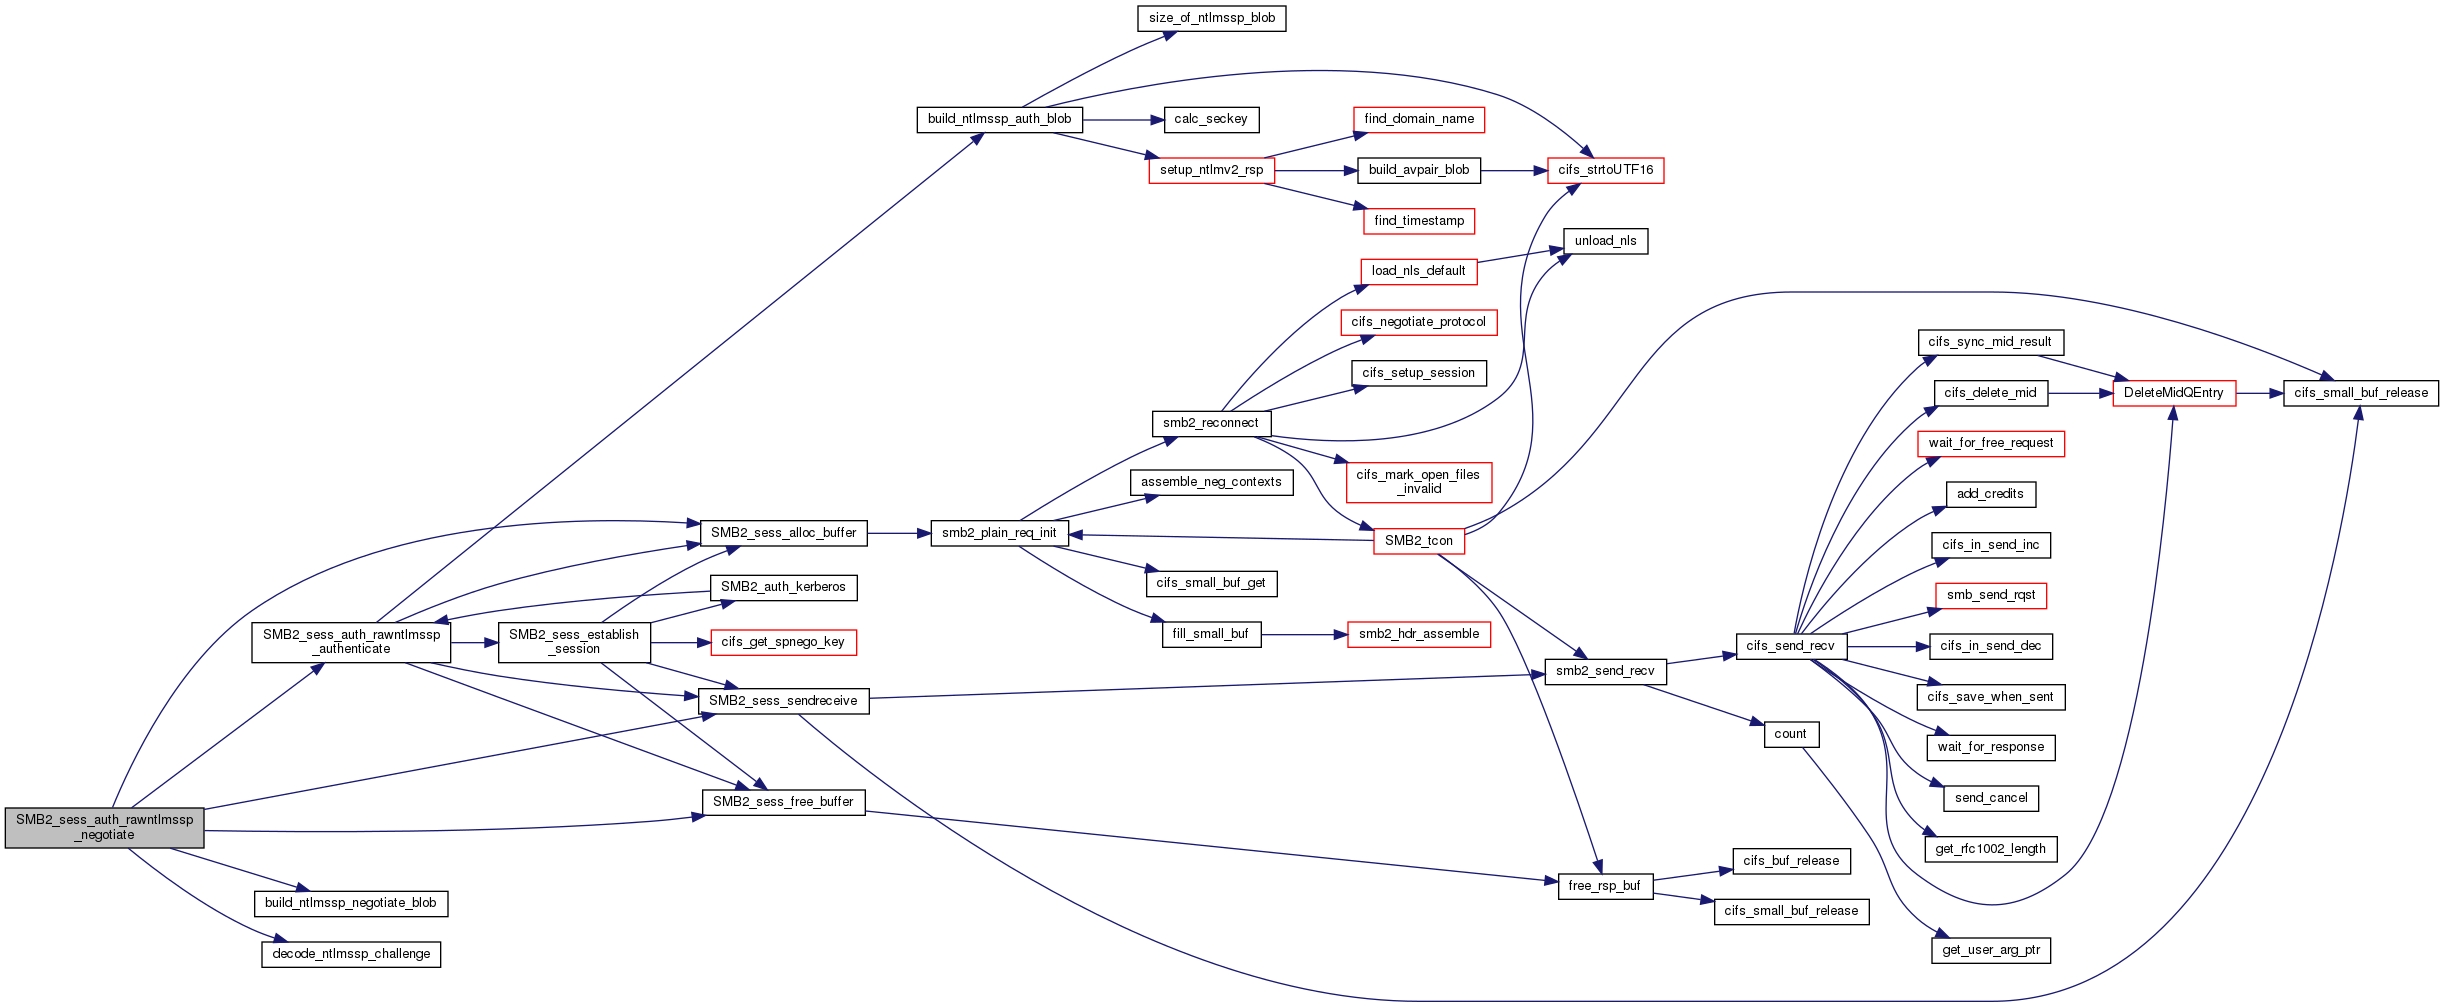 size_of_ntlmssp_blob
build_ntlmssp_auth_blob
calc_seckey
find_domain_name
setup_ntlmv2_rsp
build_avpair_blob
cifs_strtoUTF16
find_timestamp
unload_nls
load_nls_default
cifs_negotiate_protocol
cifs_sync_mid_result
cifs_setup_session
cifs_delete_mid
DeleteMidQEntry
cifs_small_buf_release
smb2_reconnect
wait_for_free_request
cifs_mark_open_files
_invalid
assemble_neg_contexts
add_credits
SMB2_sess_alloc_buffer
smb2_plain_req_init
SMB2_tcon
cifs_in_send_inc
SMB2_auth_kerberos
cifs_small_buf_get
smb_send_rqst
SMB2_sess_auth_rawntlmssp
_authenticate
SMB2_sess_establish
_session
cifs_get_spnego_key
fill_small_buf
smb2_hdr_assemble
cifs_send_recv
cifs_in_send_dec
smb2_send_recv
SMB2_sess_sendreceive
cifs_save_when_sent
count
wait_for_response
SMB2_sess_free_buffer
send_cancel
SMB2_sess_auth_rawntlmssp
_negotiate
get_rfc1002_length
cifs_buf_release
free_rsp_buf
build_ntlmssp_negotiate_blob
cifs_small_buf_release
decode_ntlmssp_challenge
get_user_arg_ptr